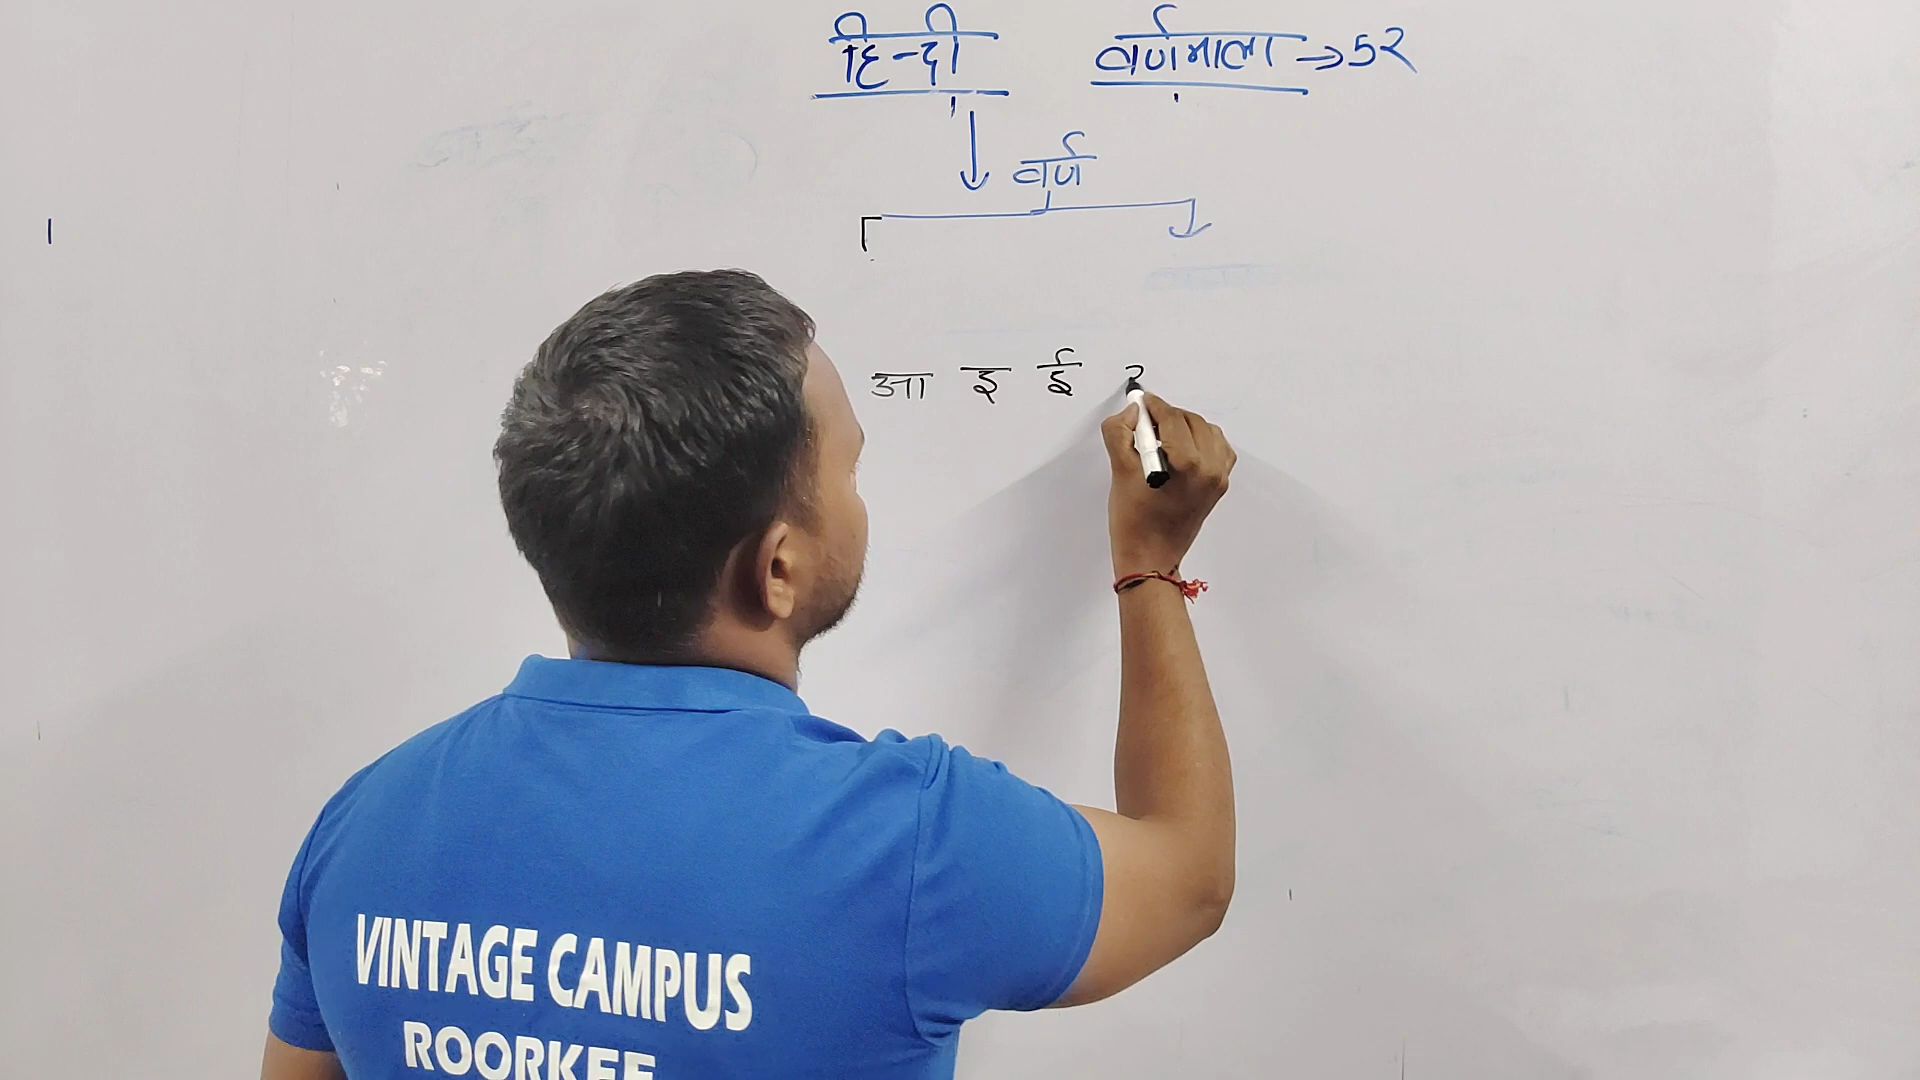 हिन्दी वर्णमाला → 52
वर्ण
आ इ ई
VINTAGE CAMPUS
ROORKEE